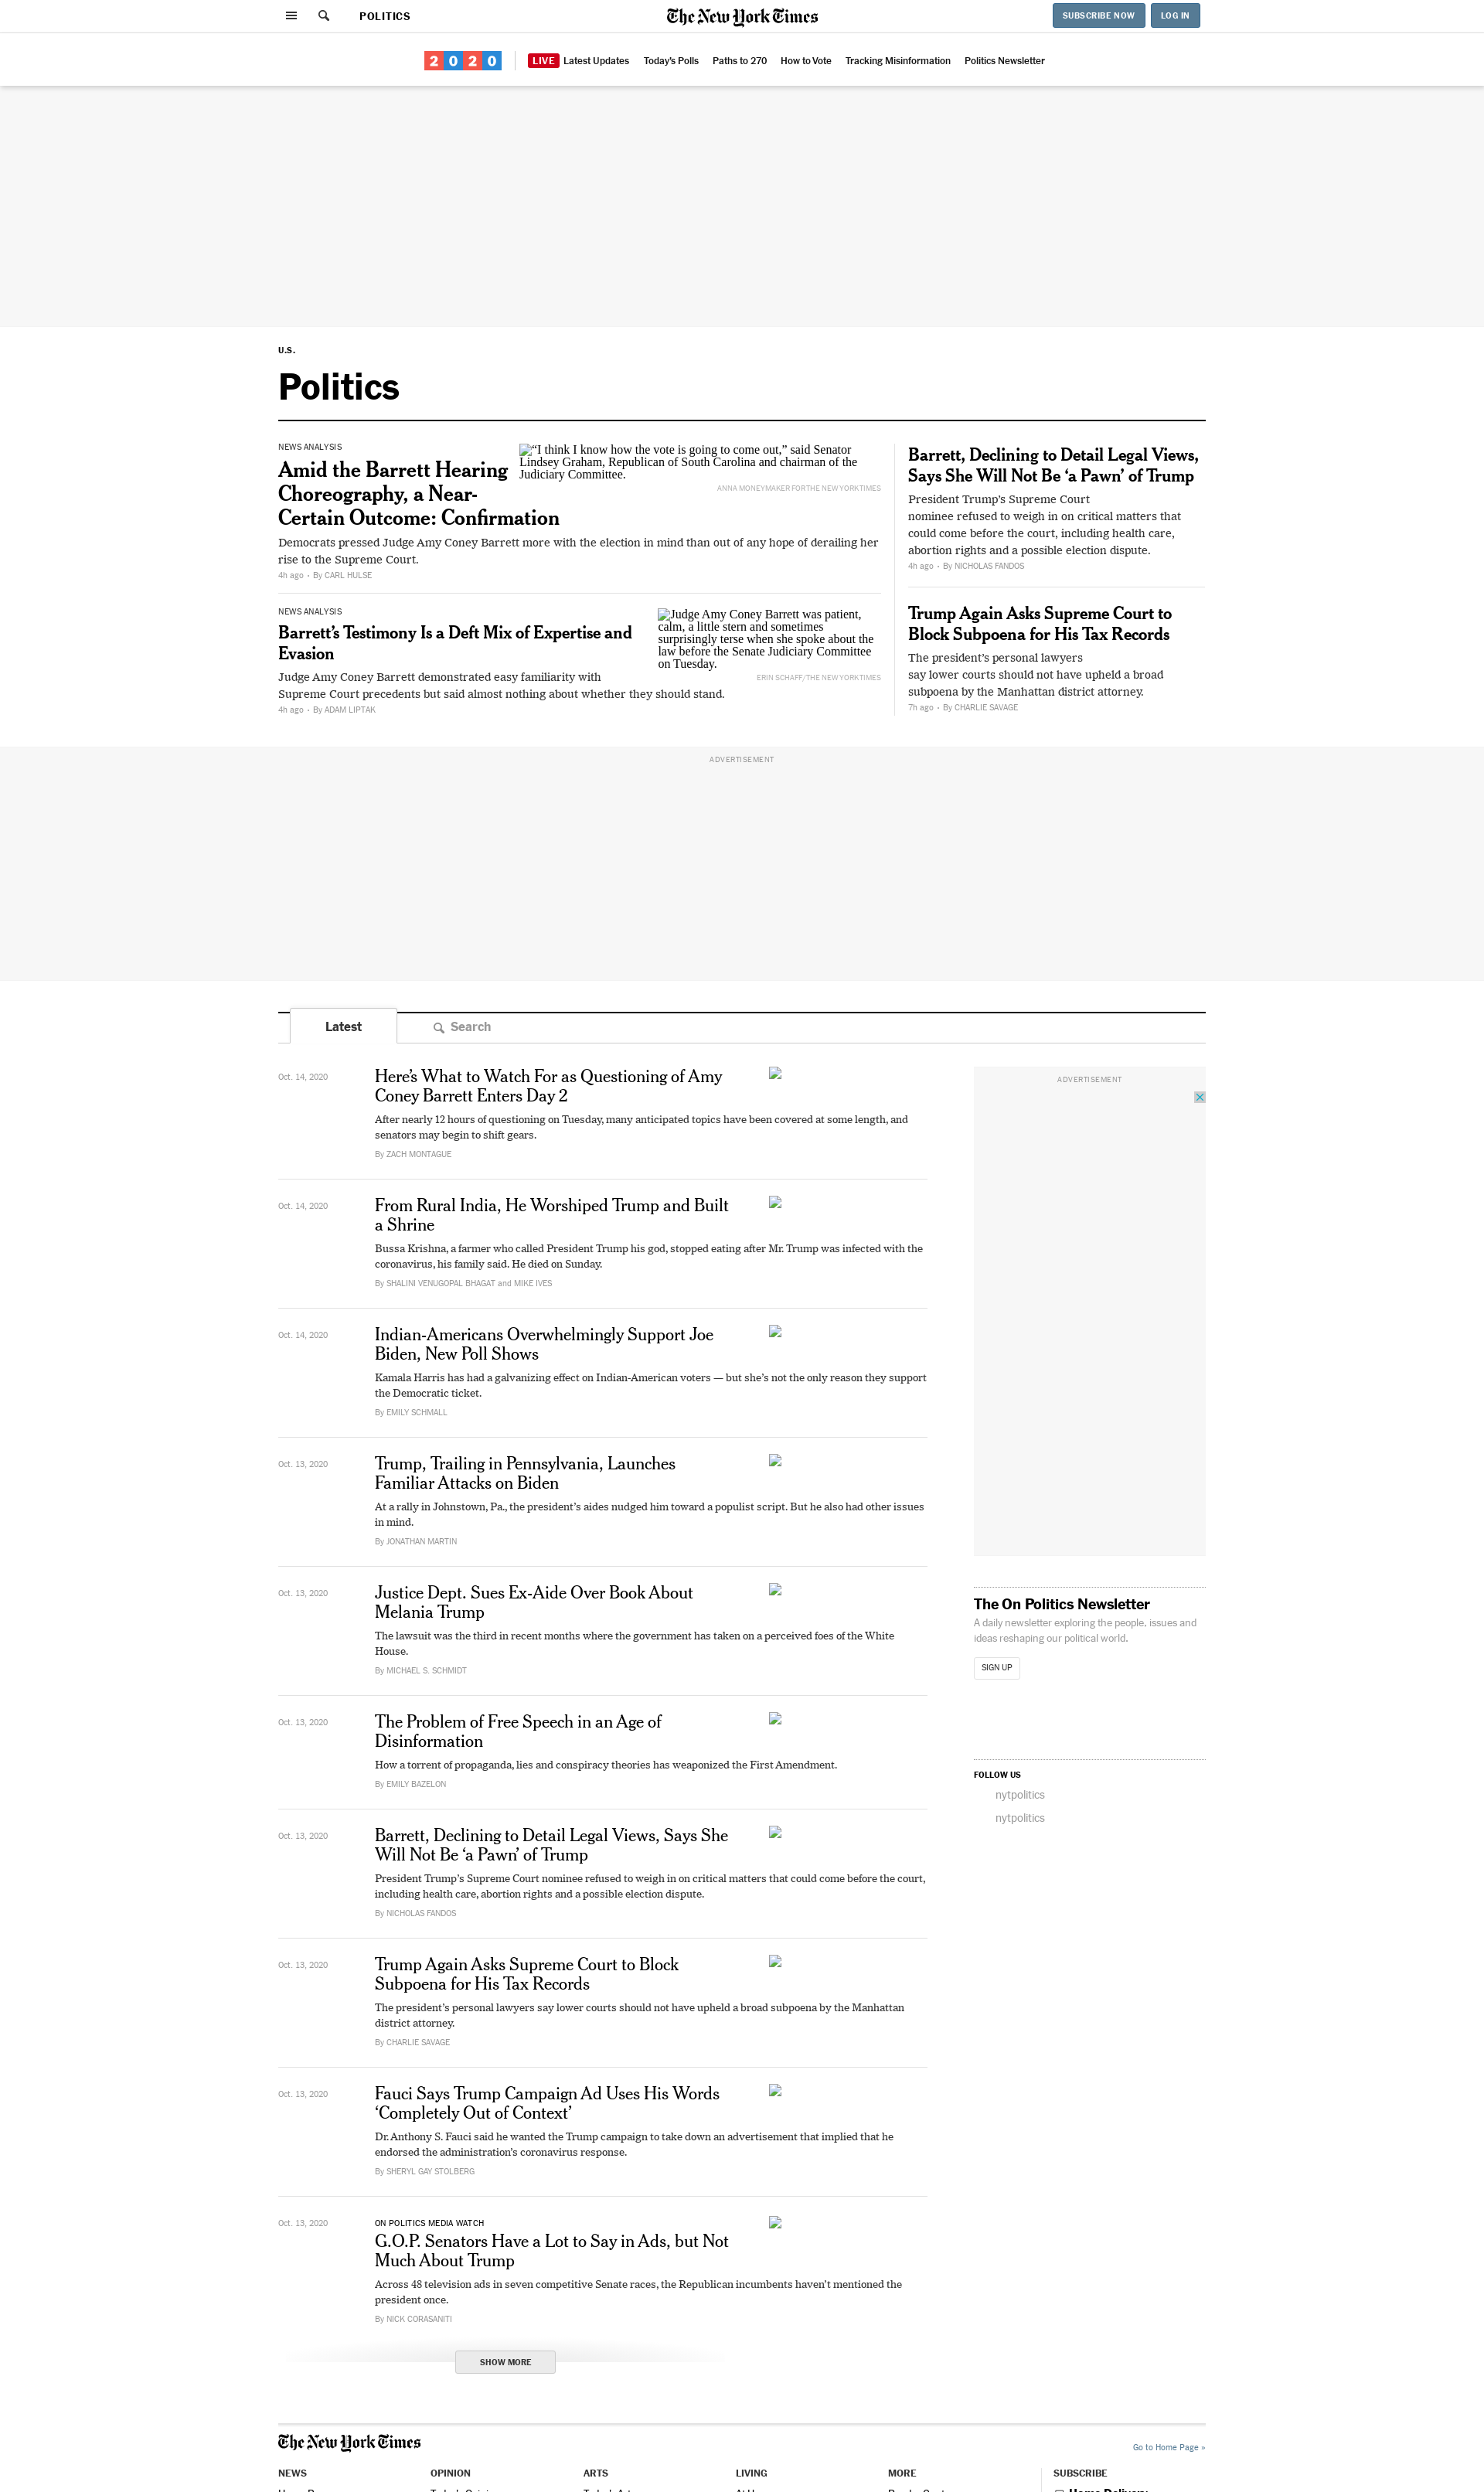 POLITICS
The New York Times
SUBSCRIBE NOW
LOG IN
2020
LIVE Latest Updates
Today's Polls
Paths to 270
How to Vote
Tracking Misinformation
Politics Newsletter
U.S.
Politics
NEWS ANALYSIS
Amid the Barrett Hearing
Choreography, a Near-
Certain Outcome: Confirmation
“I think I know how the vote is going to come out,” said Senator
Lindsey Graham, Republican of South Carolina and chairman of the
Judiciary Committee.
ANNA MONEYMAKER FOR THE NEW YORK TIMES
Democrats pressed Judge Amy Coney Barrett more with the election in mind than out of any hope of derailing her
rise to the Supreme Court.
4h ago • By CARL HULSE
NEWS ANALYSIS
Barrett’s Testimony Is a Deft Mix of Expertise and
Evasion
Judge Amy Coney Barrett was patient,
calm, a little stern and sometimes
surprisingly terse when she spoke about the
law before the Senate Judiciary Committee
on Tuesday.
ERIN SCHAFF/THE NEW YORK TIMES
Judge Amy Coney Barrett demonstrated easy familiarity with
Supreme Court precedents but said almost nothing about whether they should stand.
4h ago • By ADAM LIPTAK
Barrett, Declining to Detail Legal Views,
Says She Will Not Be ‘a Pawn’ of Trump
President Trump’s Supreme Court
nominee refused to weigh in on critical matters that
could come before the court, including health care,
abortion rights and a possible election dispute.
4h ago • By NICHOLAS FANDOS
Trump Again Asks Supreme Court to
Block Subpoena for His Tax Records
The president’s personal lawyers
say lower courts should not have upheld a broad
subpoena by the Manhattan district attorney.
7h ago • By CHARLIE SAVAGE
ADVERTISEMENT
Latest
Search
Oct. 14, 2020
Here’s What to Watch For as Questioning of Amy
Coney Barrett Enters Day 2
After nearly 12 hours of questioning on Tuesday, many anticipated topics have been covered at some length, and
senators may begin to shift gears.
By ZACH MONTAGUE
Oct. 14, 2020
From Rural India, He Worshiped Trump and Built
a Shrine
Bussa Krishna, a farmer who called President Trump his god, stopped eating after Mr. Trump was infected with the
coronavirus, his family said. He died on Sunday.
By SHALINI VENUGOPAL BHAGAT and MIKE IVES
Oct. 14, 2020
Indian-Americans Overwhelmingly Support Joe
Biden, New Poll Shows
Kamala Harris has had a galvanizing effect on Indian-American voters — but she’s not the only reason they support
the Democratic ticket.
By EMILY SCHMALL
Oct. 13, 2020
Trump, Trailing in Pennsylvania, Launches
Familiar Attacks on Biden
At a rally in Johnstown, Pa., the president’s aides nudged him toward a populist script. But he also had other issues
in mind.
By JONATHAN MARTIN
Oct. 13, 2020
Justice Dept. Sues Ex-Aide Over Book About
Melania Trump
The lawsuit was the third in recent months where the government has taken on a perceived foes of the White
House.
By MICHAEL S. SCHMIDT
Oct. 13, 2020
The Problem of Free Speech in an Age of
Disinformation
How a torrent of propaganda, lies and conspiracy theories has weaponized the First Amendment.
By EMILY BAZELON
Oct. 13, 2020
Barrett, Declining to Detail Legal Views, Says She
Will Not Be ‘a Pawn’ of Trump
President Trump’s Supreme Court nominee refused to weigh in on critical matters that could come before the court,
including health care, abortion rights and a possible election dispute.
By NICHOLAS FANDOS
Oct. 13, 2020
Trump Again Asks Supreme Court to Block
Subpoena for His Tax Records
The president’s personal lawyers say lower courts should not have upheld a broad subpoena by the Manhattan
district attorney.
By CHARLIE SAVAGE
Oct. 13, 2020
Fauci Says Trump Campaign Ad Uses His Words
‘Completely Out of Context’
Dr. Anthony S. Fauci said he wanted the Trump campaign to take down an advertisement that implied that he
endorsed the administration’s coronavirus response.
By SHERYL GAY STOLBERG
Oct. 13, 2020
ON POLITICS MEDIA WATCH
G.O.P. Senators Have a Lot to Say in Ads, but Not
Much About Trump
Across 48 television ads in seven competitive Senate races, the Republican incumbents haven’t mentioned the
president once.
By NICK CORASANITI
SHOW MORE
ADVERTISEMENT
The On Politics Newsletter
A daily newsletter exploring the people, issues and
ideas reshaping our political world.
SIGN UP
FOLLOW US
nytpolitics
nytpolitics
The New York Times
Go to Home Page »
NEWS
OPINION
ARTS
LIVING
MORE
SUBSCRIBE